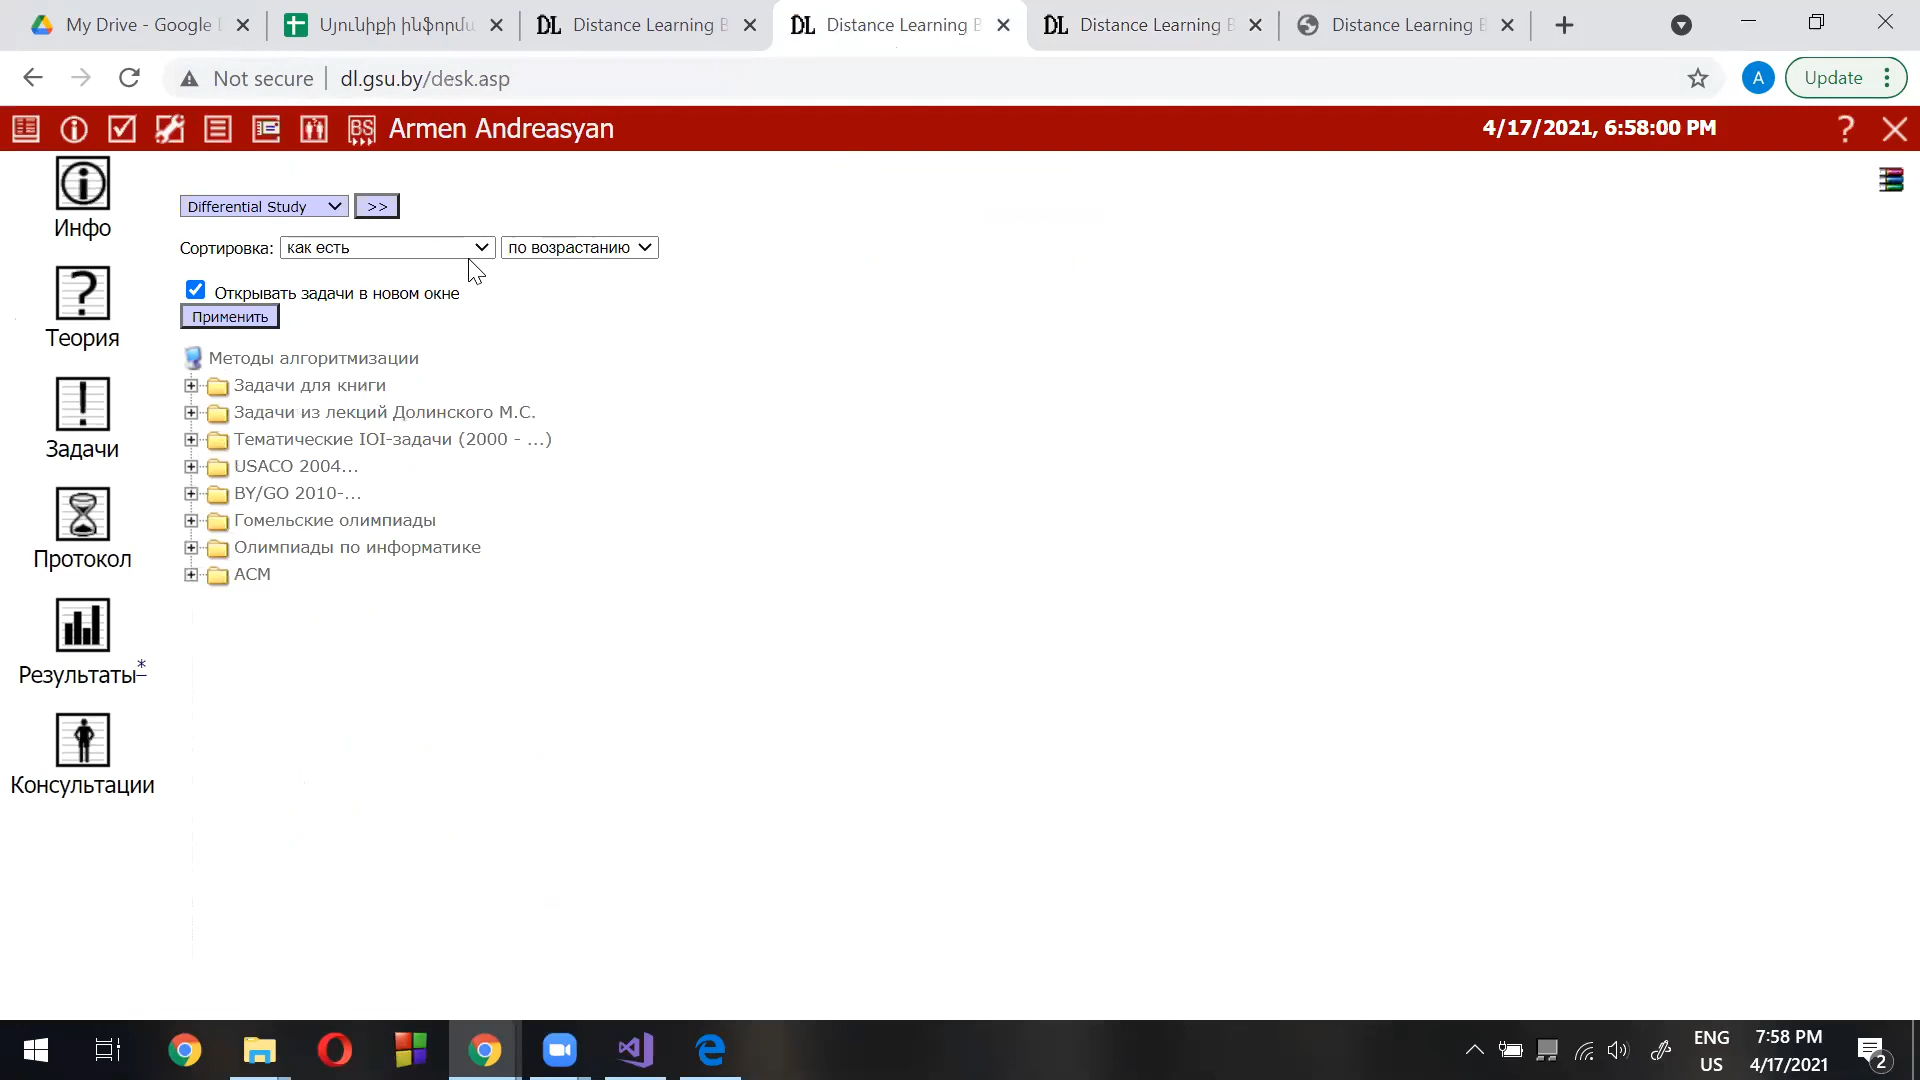 My Drive - Google
Սյունիքի ինֆորմ
Distance Learning B
Distance Learning B
Distance Learning B
Distance Learning B
Not secure
dl.gsu.by/desk.asp
A
Update
BS
Armen Andreasyan
4/17/2021, 6:58:00 PM
Инфо
Теория
Задачи
Протокол
Результаты*
Консультации
Differential Study
>>
Сортировка:
как есть
по возрастанию
Открывать задачи в новом окне
Применить
Методы алгоритмизации
Задачи для книги
Задачи из лекций Долинского М.С.
Тематические IOI-задачи (2000 - ...)
USACO 2004...
BY/GO 2010-...
Гомельские олимпиады
Олимпиады по информатике
ACM
ENG
US
7:58 PM
4/17/2021
2